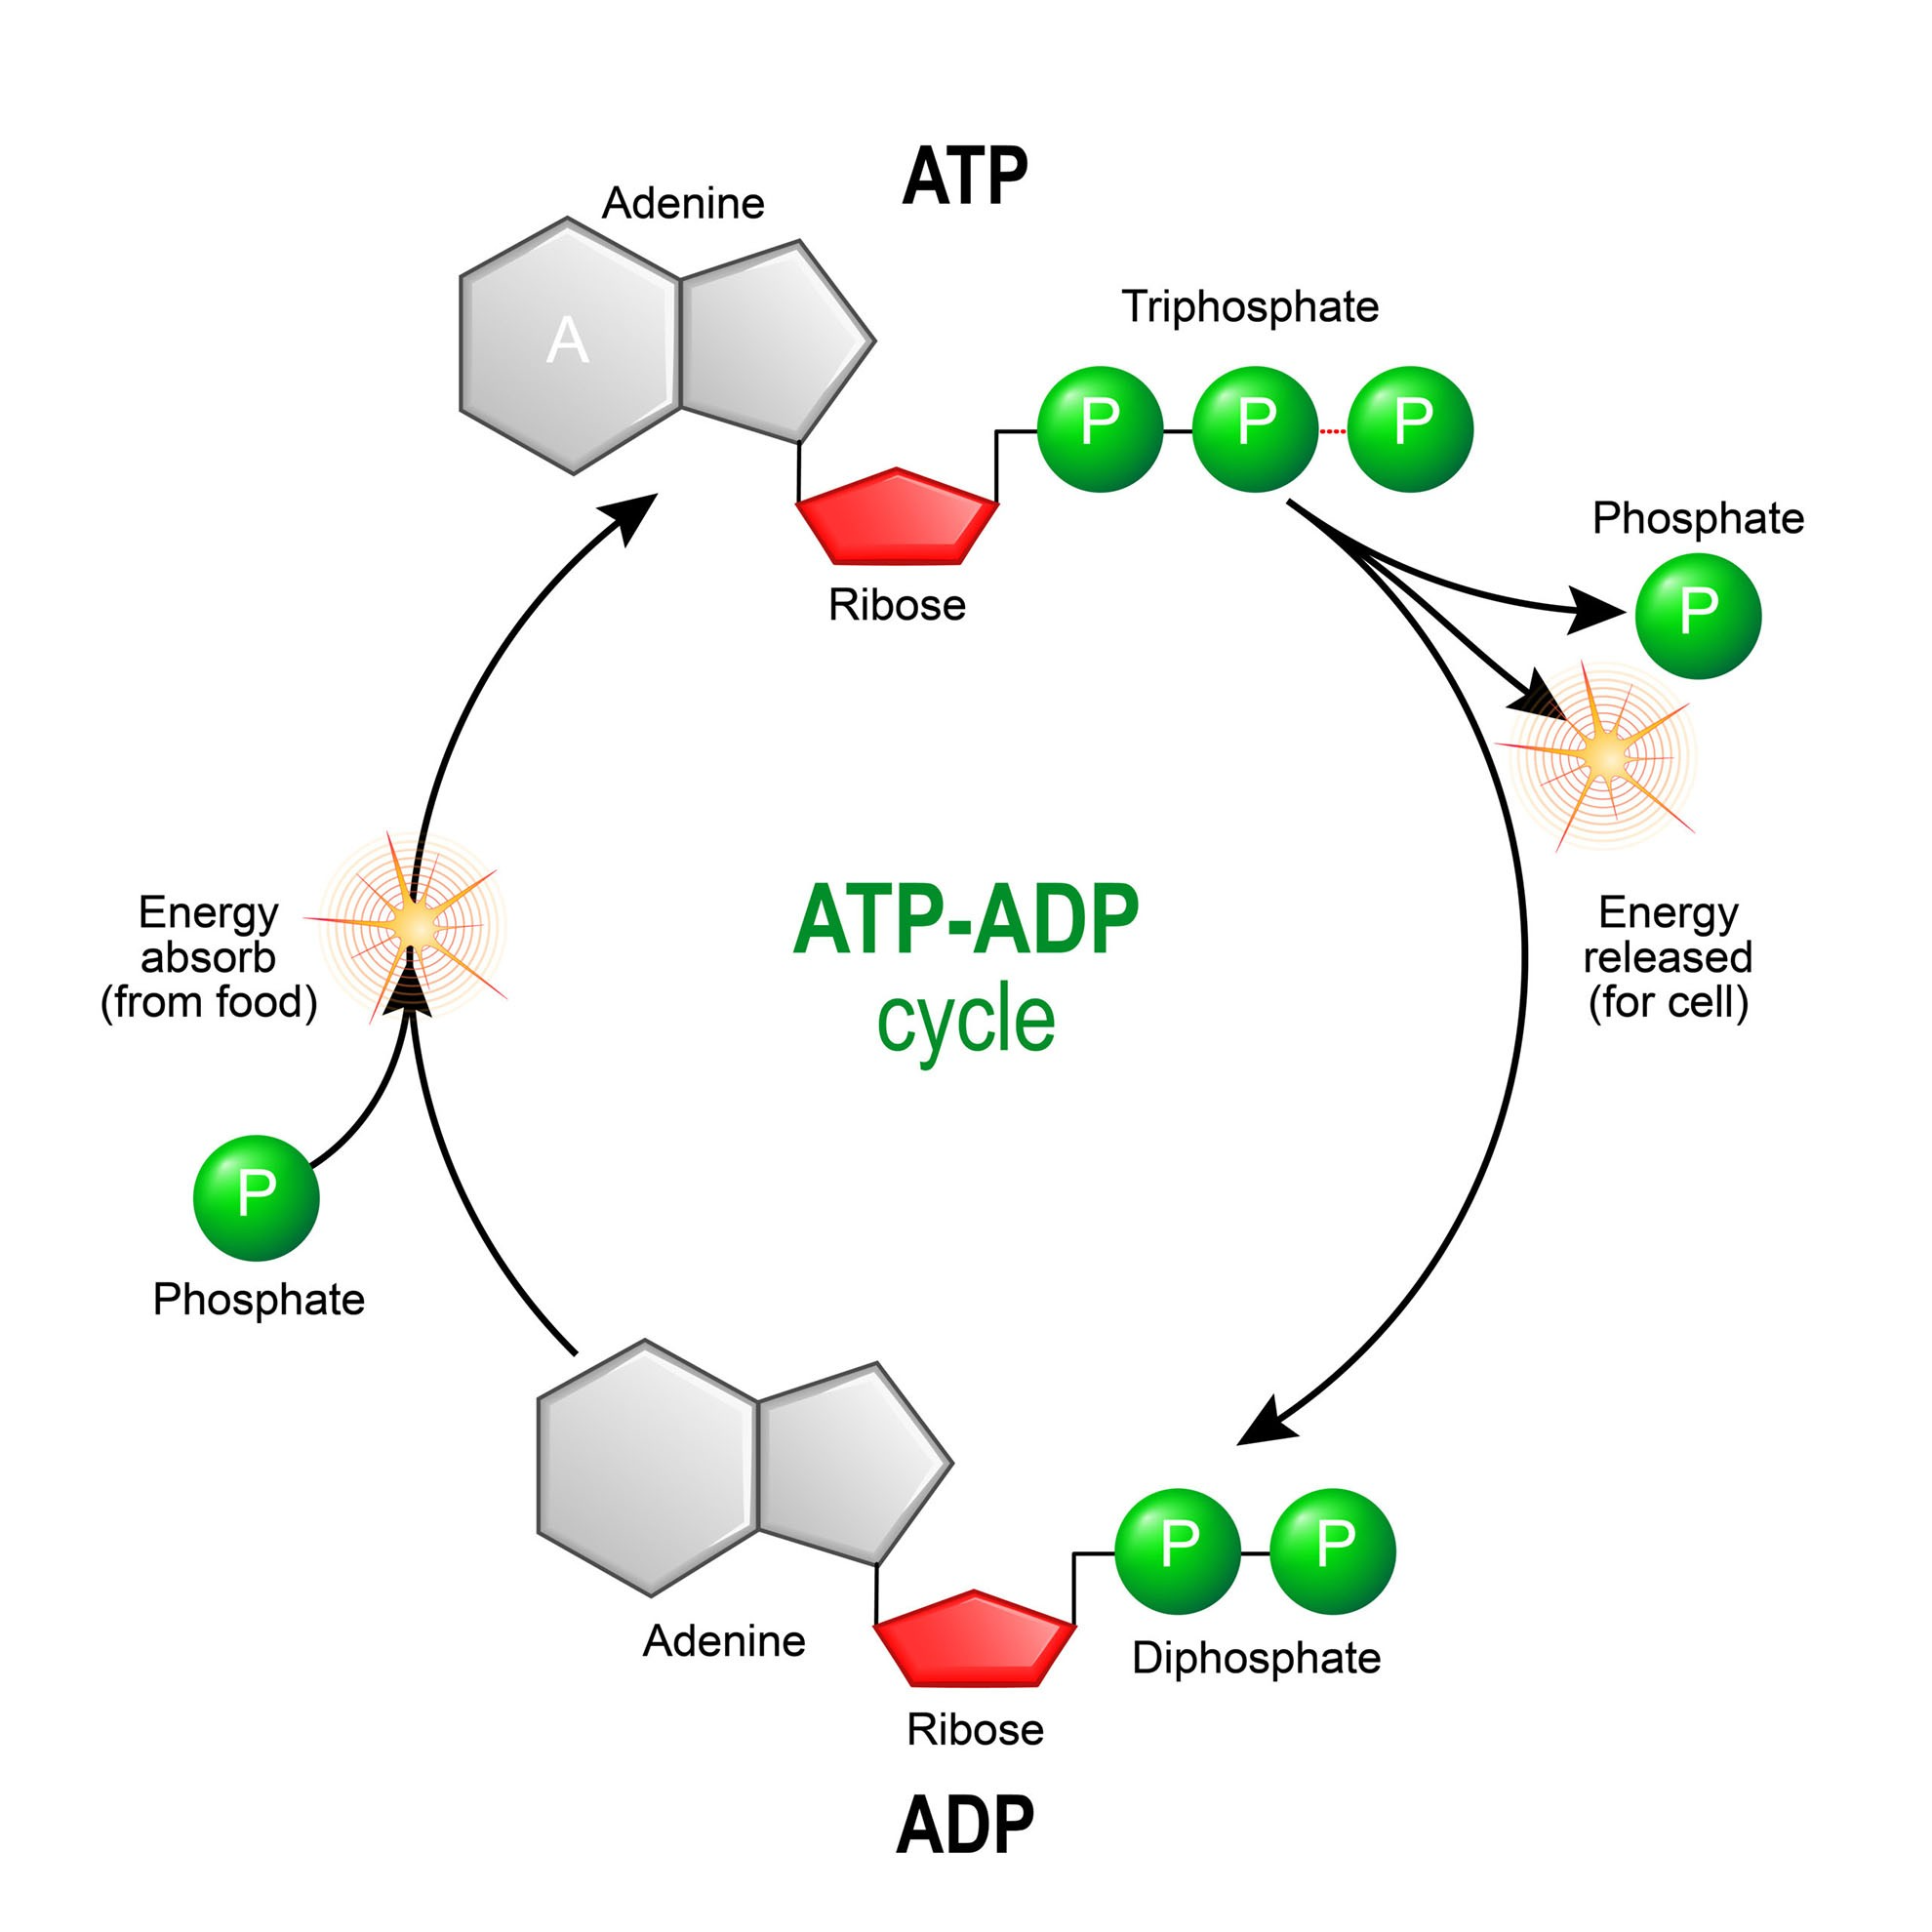 ATP
Adenine
A
Triphosphate
P P P
Ribose
Phosphate
P
ATP-ADP
cycle
Energy
absorb
(from food)
Energy
released
(for cell)
P
Phosphate
P P
Adenine
Diphosphate
Ribose
ADP